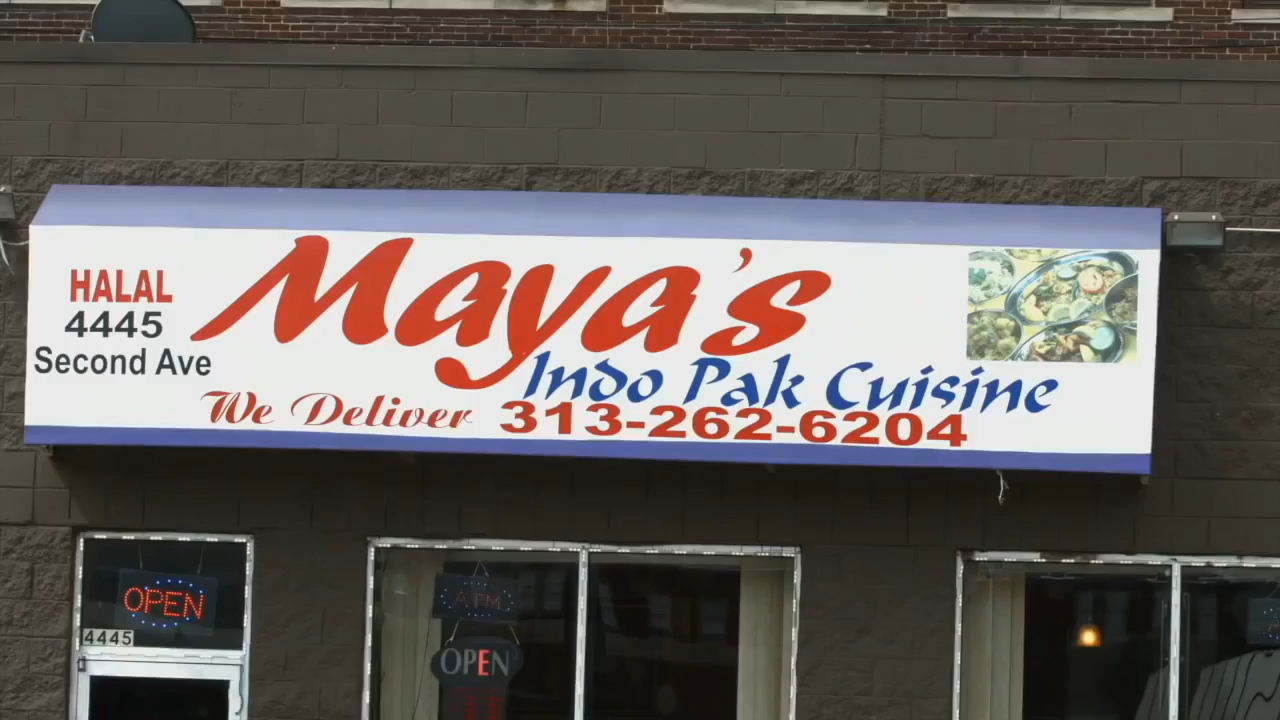 HALAL
4445
Second Ave
Maya's
Indo Pak Cuisine
We Deliver 313-262-6204
OPEN
4445
ATM
OPEN